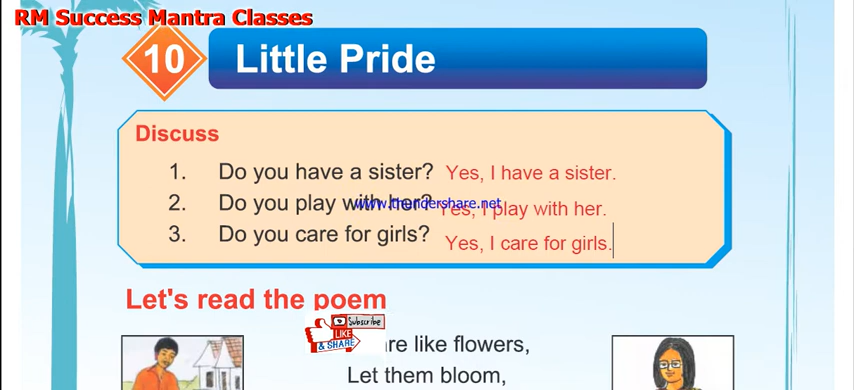 RM Success Mantra Classes
10 Little Pride
Discuss
1. Do you have a sister? Yes, I have a sister.
2. Do you play with her? Yes, I play with her.
www.thundershare.net
3. Do you care for girls? Yes, I care for girls.
Let's read the poem
Subscribe
LIKE
& SHARE
are like flowers,
Let them bloom,